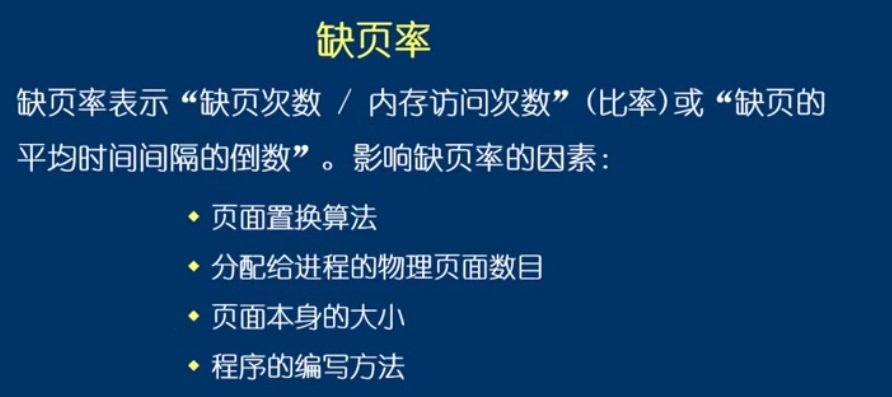 缺页率
缺页率表示“缺页次数 / 内存访问次数”(比率)或“缺页的
平均时间间隔的倒数”。影响缺页率的因素:
◆ 页面置换算法
◆ 分配给进程的物理页面数目
◆ 页面本身的大小
◆ 程序的编写方法